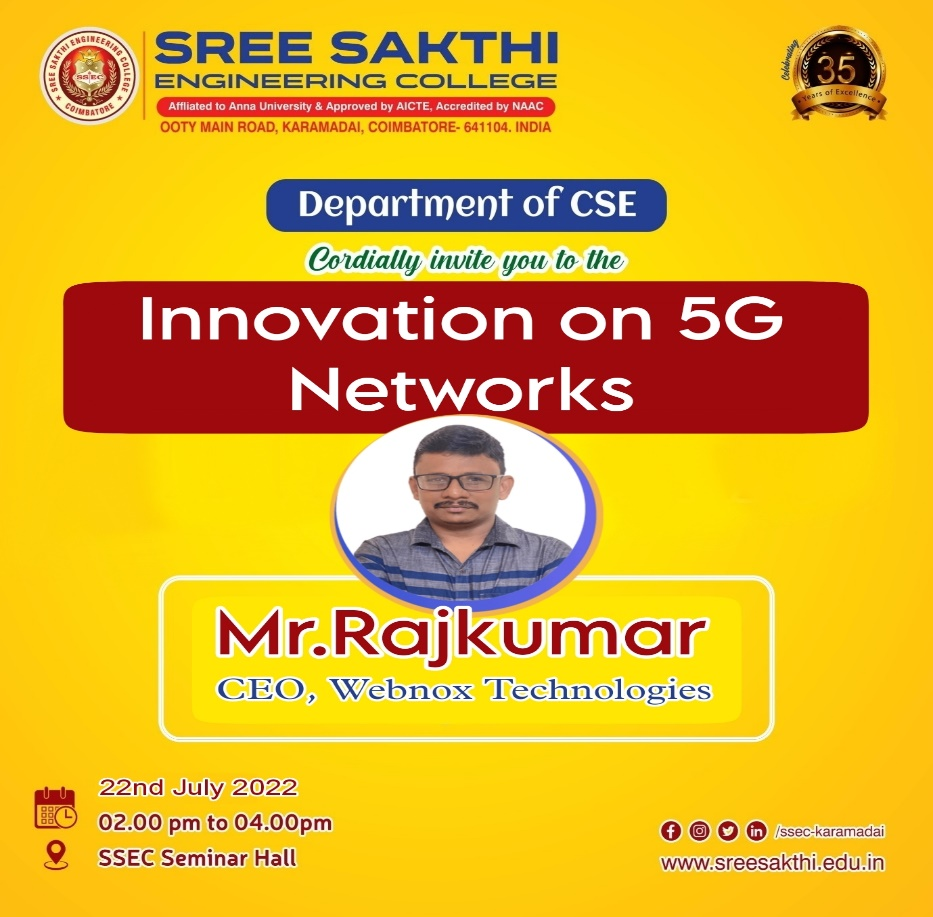 SREE SAKTHI ENGINEERING COLLEGE
SSEC
COIMBATORE
SREE SAKTHI
ENGINEERING COLLEGE
Affliated to Anna University & Approved by AICTE, Accredited by NAAC
OOTY MAIN ROAD, KARAMADAI, COIMBATORE- 641104. INDIA
Celebrating
35
Years of Excellence
Department of CSE
Cordially invite you to the
Innovation on 5G
Networks
Mr.Rajkumar
CEO, Webnox Technologies
22nd July 2022
02.00 pm to 04.00pm
SSEC Seminar Hall
/ssec-karamadai
www.sreesakthi.edu.in